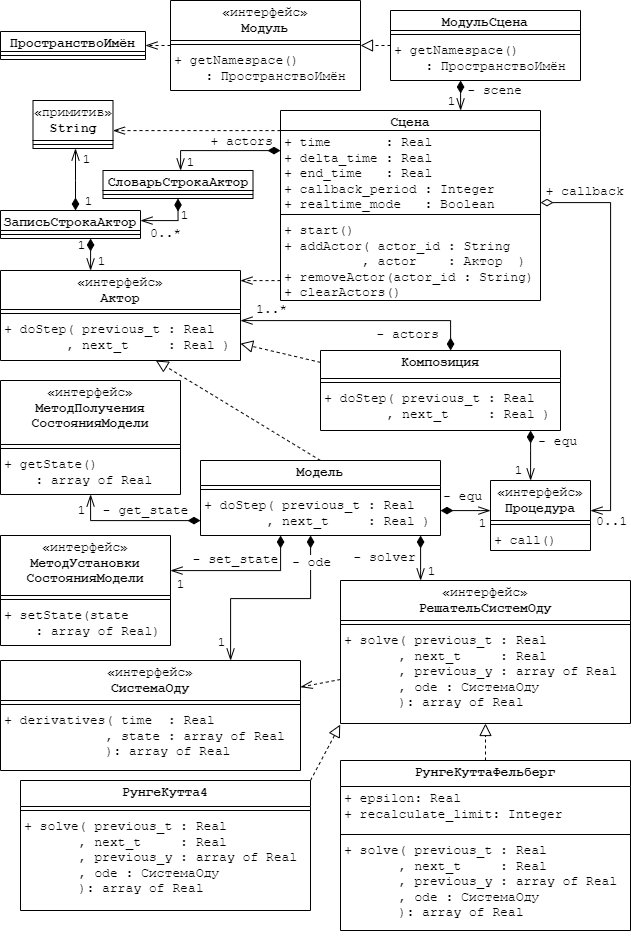 ПространствоИмён
«интерфейс»
Модуль
+ getNamespace()
: ПространствоИмён
МодульСцена
+ getNamespace()
: ПространствоИмён
- scene
1
«примитив»
String
+ actors
1
1
СловарьСтрокаАктор
1
0..*
ЗаписьСтрокаАктор
1
1
1
Сцена
+ time : Real
+ delta_time : Real
+ end_time : Real
+ callback_period : Integer
+ realtime_mode : Boolean
+ start()
+ addActor( actor_id : String
, actor : Актор )
+ removeActor(actor_id : String)
+ clearActors()
+ callback
«интерфейс»
Актор
+ doStep( previous_t : Real
, next_t : Real )
1..*
- actors
Композиция
+ doStep( previous_t : Real
, next_t : Real )
- equ
1
«интерфейс»
МетодПолучения
СостоянияМодели
+ getState()
: array of Real
1
- get_state
Модель
+ doStep( previous_t : Real
, next_t : Real )
- equ
1
«интерфейс»
Процедура
+ call()
0..1
«интерфейс»
МетодУстановки
СостоянияМодели
+ setState(state
: array of Real)
- set_state
1
- ode
1
- solver
1
«интерфейс»
РешательСистемОду
+ solve( previous_t : Real
, next_t : Real
, previous_y : array of Real
, ode : СистемаОду
): array of Real
«интерфейс»
СистемаОду
+ derivatives( time : Real
, state : array of Real
): array of Real
РунгеКутта4
+ solve( previous_t : Real
, next_t : Real
, previous_y : array of Real
, ode : СистемаОду
): array of Real
РунгеКуттаФельберг
+ epsilon: Real
+ recalculate_limit: Integer
+ solve( previous_t : Real
, next_t : Real
, previous_y : array of Real
, ode : СистемаОду
): array of Real